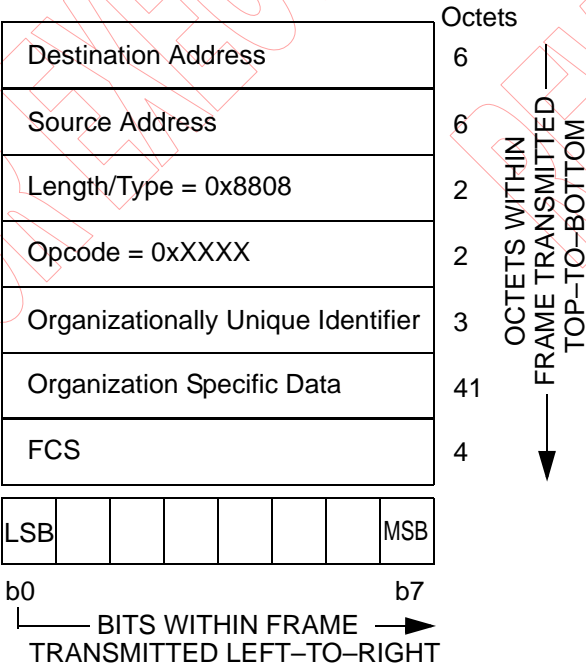 Octets
Destination Address 6
Source Address 6
Length/Type = 0x8808 2
Opcode = 0xXXXX 2
Organizationally Unique Identifier 3
Organization Specific Data 41
FCS 4
OCTETS WITHIN
FRAME TRANSMITTED
TOP–TO–BOTTOM
LSB MSB
b0 b7
BITS WITHIN FRAME
TRANSMITTED LEFT–TO–RIGHT